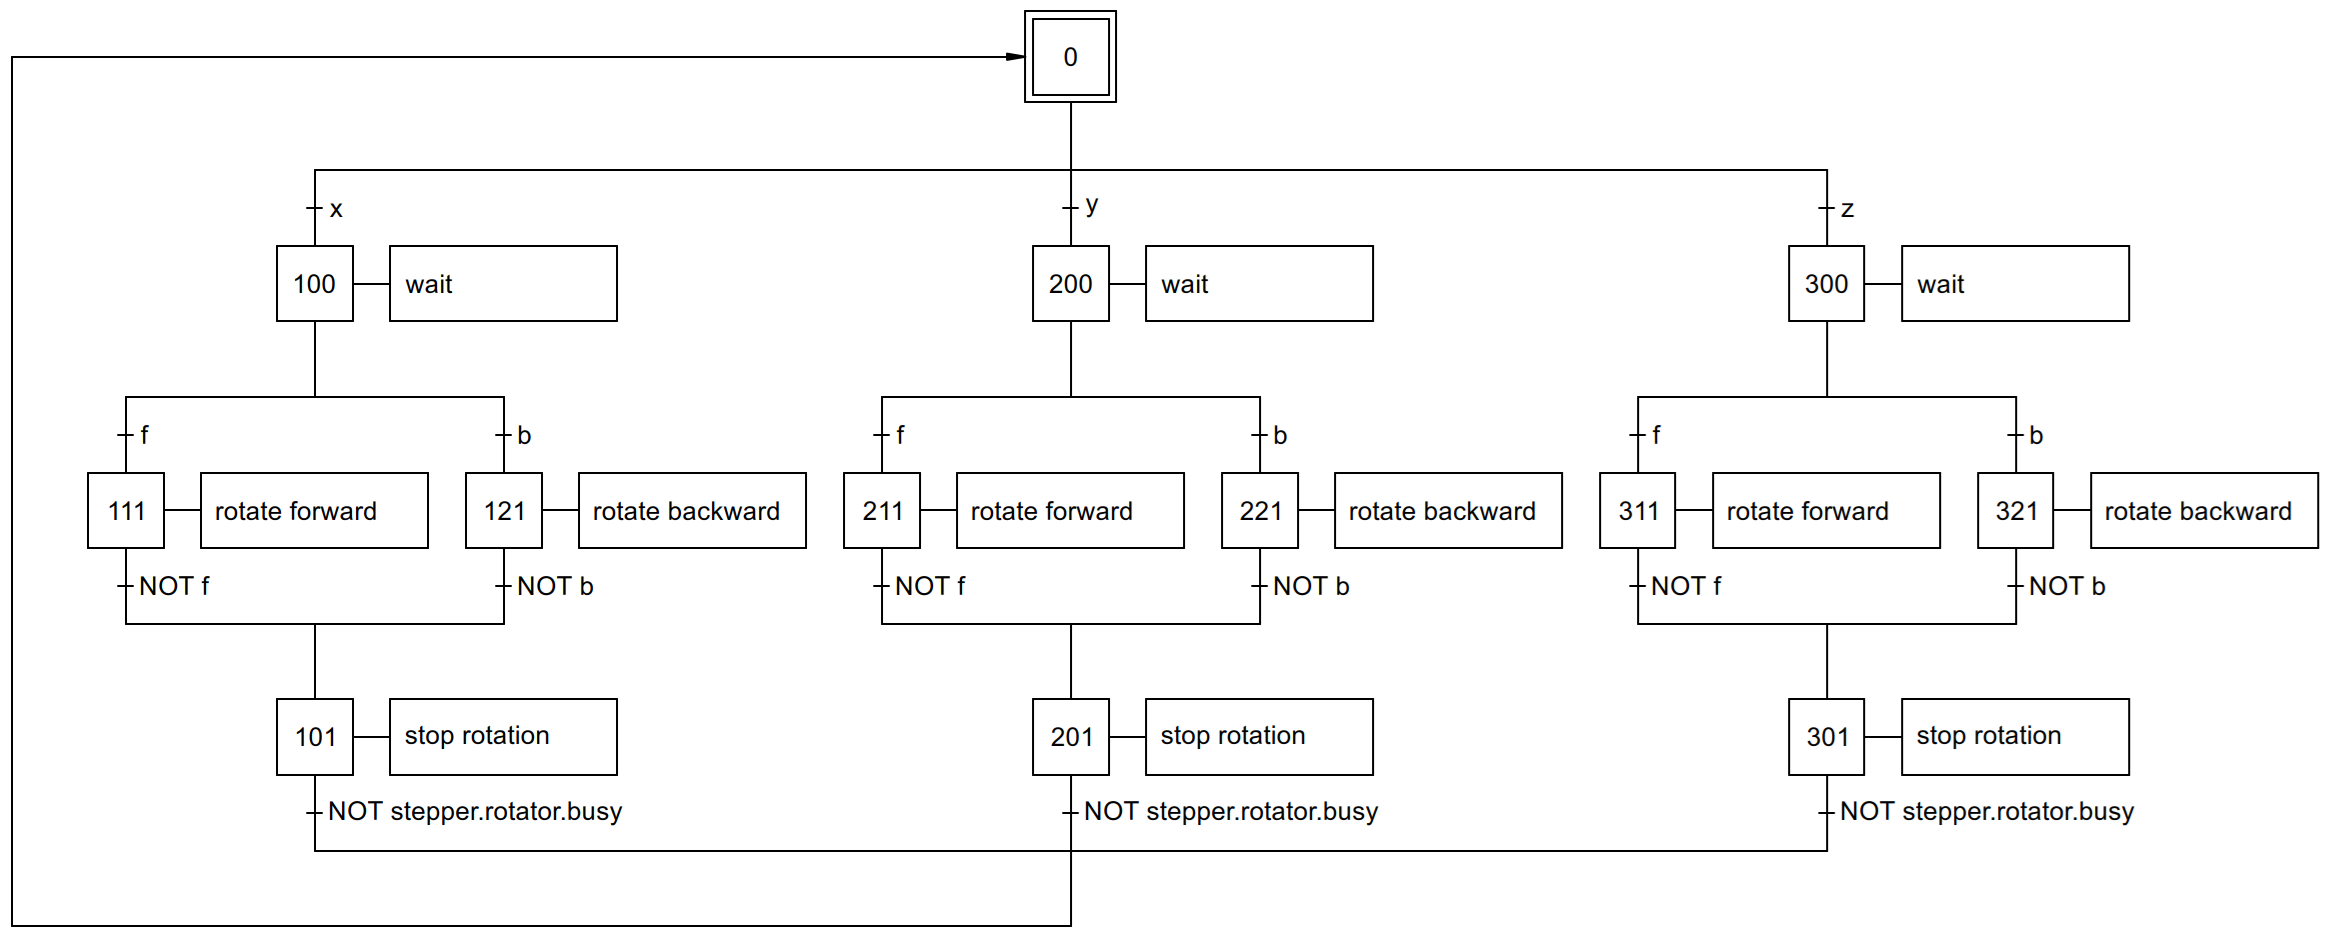 0
x
y
z
100
wait
200
wait
300
wait
f
b
f
b
f
b
111
rotate forward
121
rotate backward
211
rotate forward
221
rotate backward
311
rotate forward
321
rotate backward
NOT f
NOT b
NOT f
NOT b
NOT f
NOT b
101
stop rotation
201
stop rotation
301
stop rotation
NOT stepper.rotator.busy
NOT stepper.rotator.busy
NOT stepper.rotator.busy